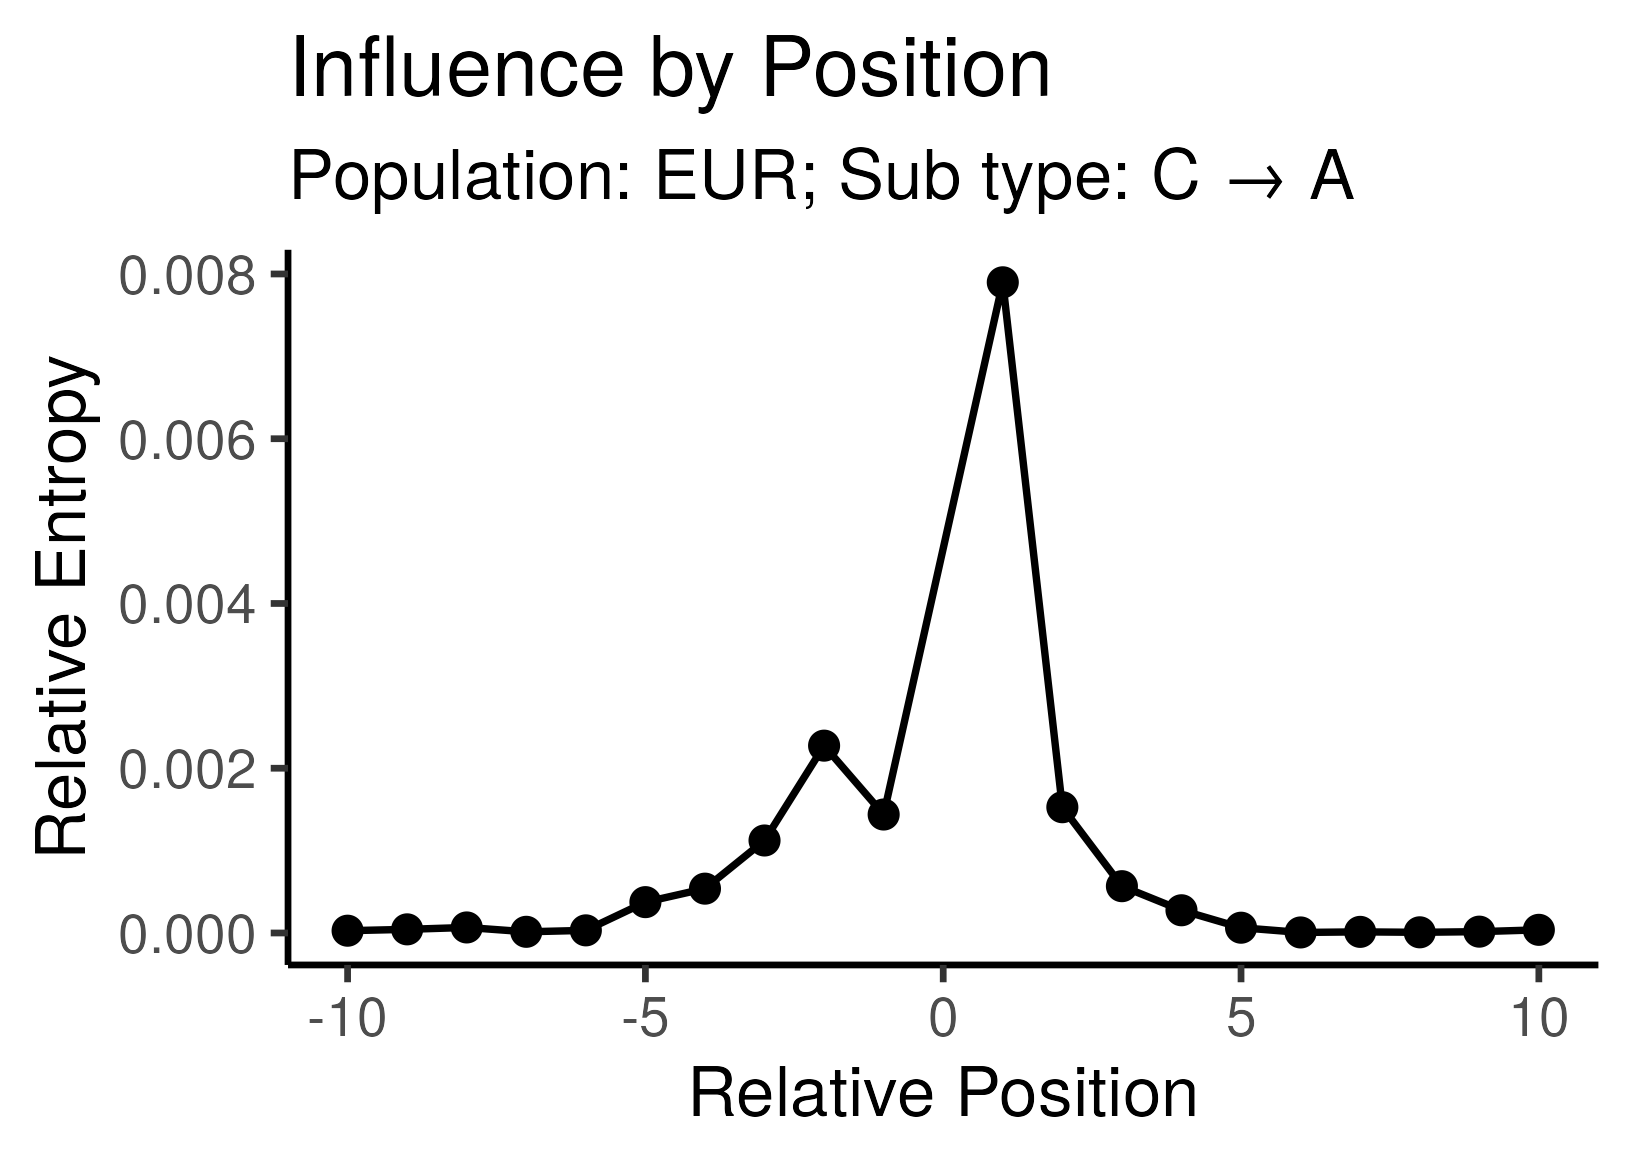 Influence by Position
Population: EUR; Sub type: C → A
0.008
0.006
0.004
0.002
0.000
Relative Entropy
-10 -5 0 5 10
Relative Position